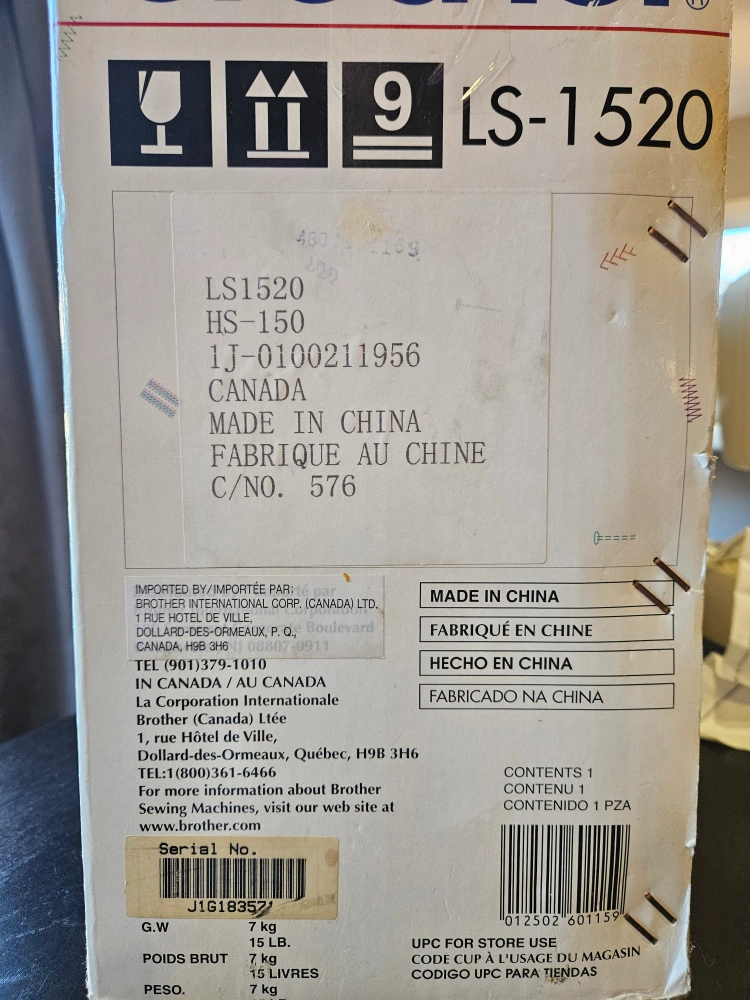 9
LS-1520
LS1520
HS-150
1J-0100211956
CANADA
MADE IN CHINA
FABRIQUE AU CHINE
C/NO. 576
IMPORTED BY/IMPORTÉE PAR:
BROTHER INTERNATIONAL CORP. (CANADA) LTD.
1 RUE HOTEL DE VILLE,
DOLLARD-DES-ORMEAUX, P. Q.,
CANADA, H9B 3H6
Boulevard
08807-0911
TEL (901)379-1010
IN CANADA / AU CANADA
La Corporation Internationale
Brother (Canada) Ltée
1, rue Hôtel de Ville,
Dollard-des-Ormeaux, Québec, H9B 3H6
TEL:1(800)361-6466
For more information about Brother
Sewing Machines, visit our web site at
www.brother.com
MADE IN CHINA
FABRIQUÉ EN CHINE
HECHO EN CHINA
FABRICADO NA CHINA
CONTENTS 1
CONTENU 1
CONTENIDO 1 PZA
012502 601159
Serial No.
J1G18357
G.W 7 kg
15 LB.
POIDS BRUT 7 kg
15 LIVRES
PESO. 7 kg
UPC FOR STORE USE
CODE CUP À L'USAGE DU MAGASIN
CODIGO UPC PARA TIENDAS